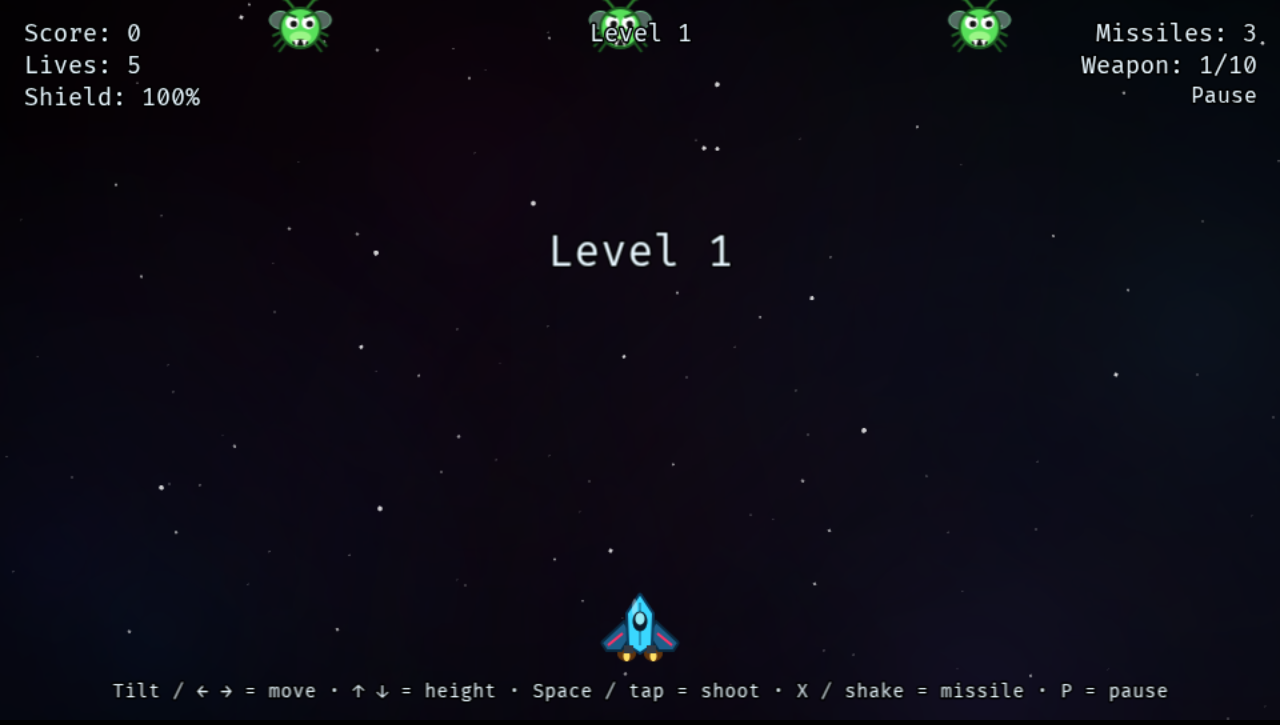 Score: 0
Lives: 5
Shield: 100%
Level 1
Missiles: 3
Weapon: 1/10
Pause
Level 1
Tilt / ← → = move · ↑ ↓ = height · Space / tap = shoot · X / shake = missile · P = pause